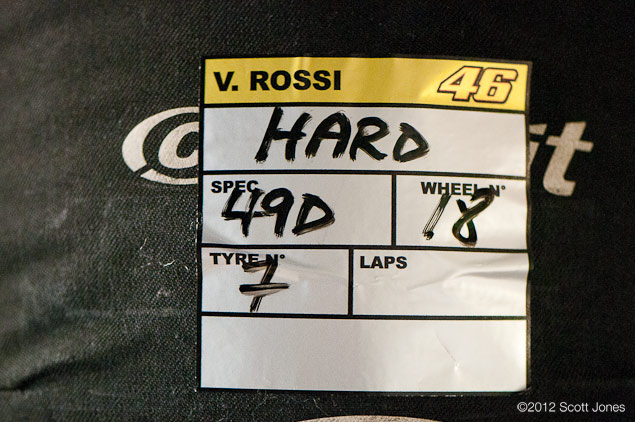 V. ROSSI 46
HARD
SPEC WHEEL N°
49D 18
TYRE N° LAPS
7
©2012 Scott Jones